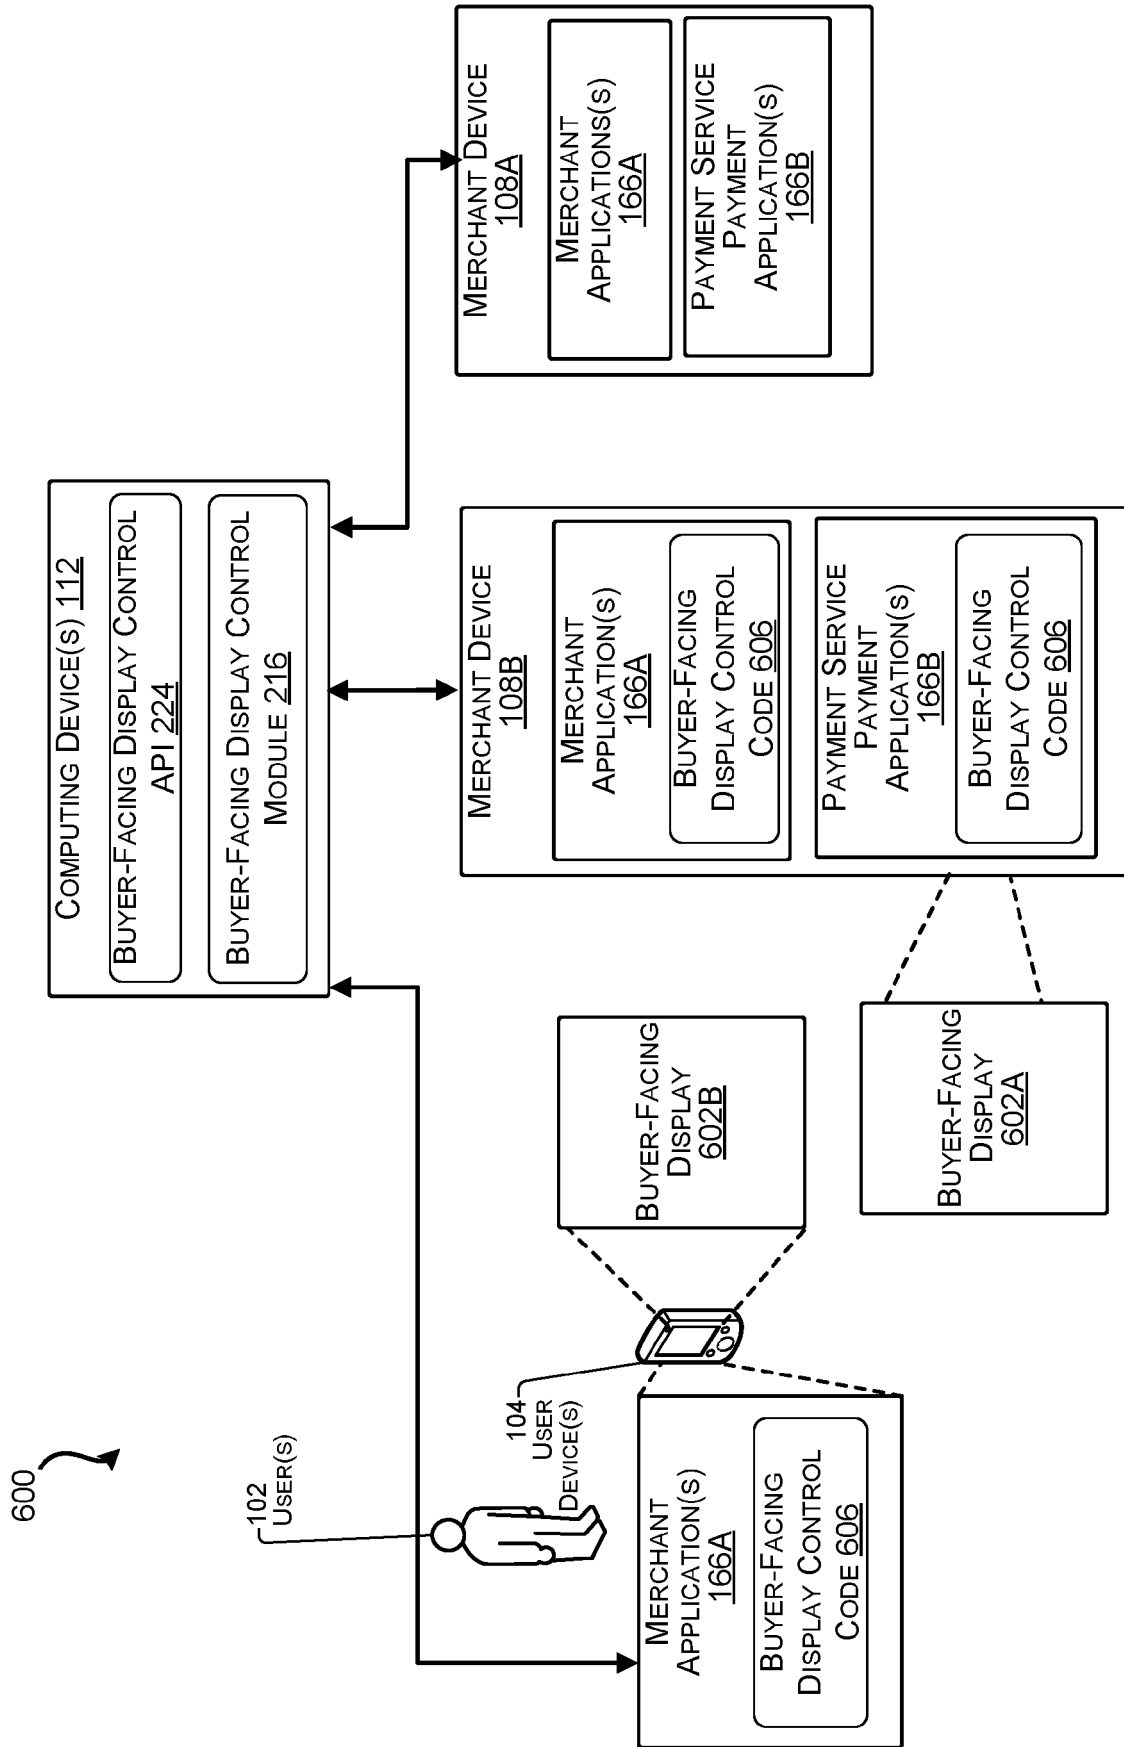 600
COMPUTING DEVICE(S) 112
BUYER-FACING DISPLAY CONTROL
API 224
BUYER-FACING DISPLAY CONTROL
MODULE 216
102
USER(S)
104
USER
DEVICE(S)
MERCHANT
APPLICATION(S)
166A
BUYER-FACING
DISPLAY CONTROL
CODE 606
BUYER-FACING
DISPLAY
602B
BUYER-FACING
DISPLAY
602A
MERCHANT DEVICE
108B
MERCHANT
APPLICATION(S)
166A
BUYER-FACING
DISPLAY CONTROL
CODE 606
PAYMENT SERVICE
PAYMENT
APPLICATION(S)
166B
BUYER-FACING
DISPLAY CONTROL
CODE 606
MERCHANT DEVICE
108A
MERCHANT
APPLICATIONS(S)
166A
PAYMENT SERVICE
PAYMENT
APPLICATION(S)
166B